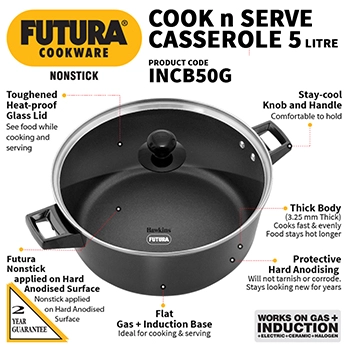 FUTURA®
COOKWARE
NONSTICK
COOK n SERVE
CASSEROLE 5 LITRE
PRODUCT CODE
INCB50G
Toughened
Heat-proof
Glass Lid
See food while
cooking and
serving
Stay-cool
Knob and Handle
Comfortable to hold
Hawkins
FUTURA
Thick Body
(3.25 mm Thick)
Cooks fast & evenly
Food stays hot longer
Futura
Nonstick
applied on Hard
Anodised Surface
Nonstick applied
on Hard Anodised
Surface
Protective
Hard Anodising
Will not tarnish or corrode.
Stays looking new for years
Flat
Gas + Induction Base
Ideal for cooking & serving
2
YEAR
GUARANTEE
WORKS ON GAS +
INDUCTION
+ELECTRIC+CERAMIC+HALOGEN